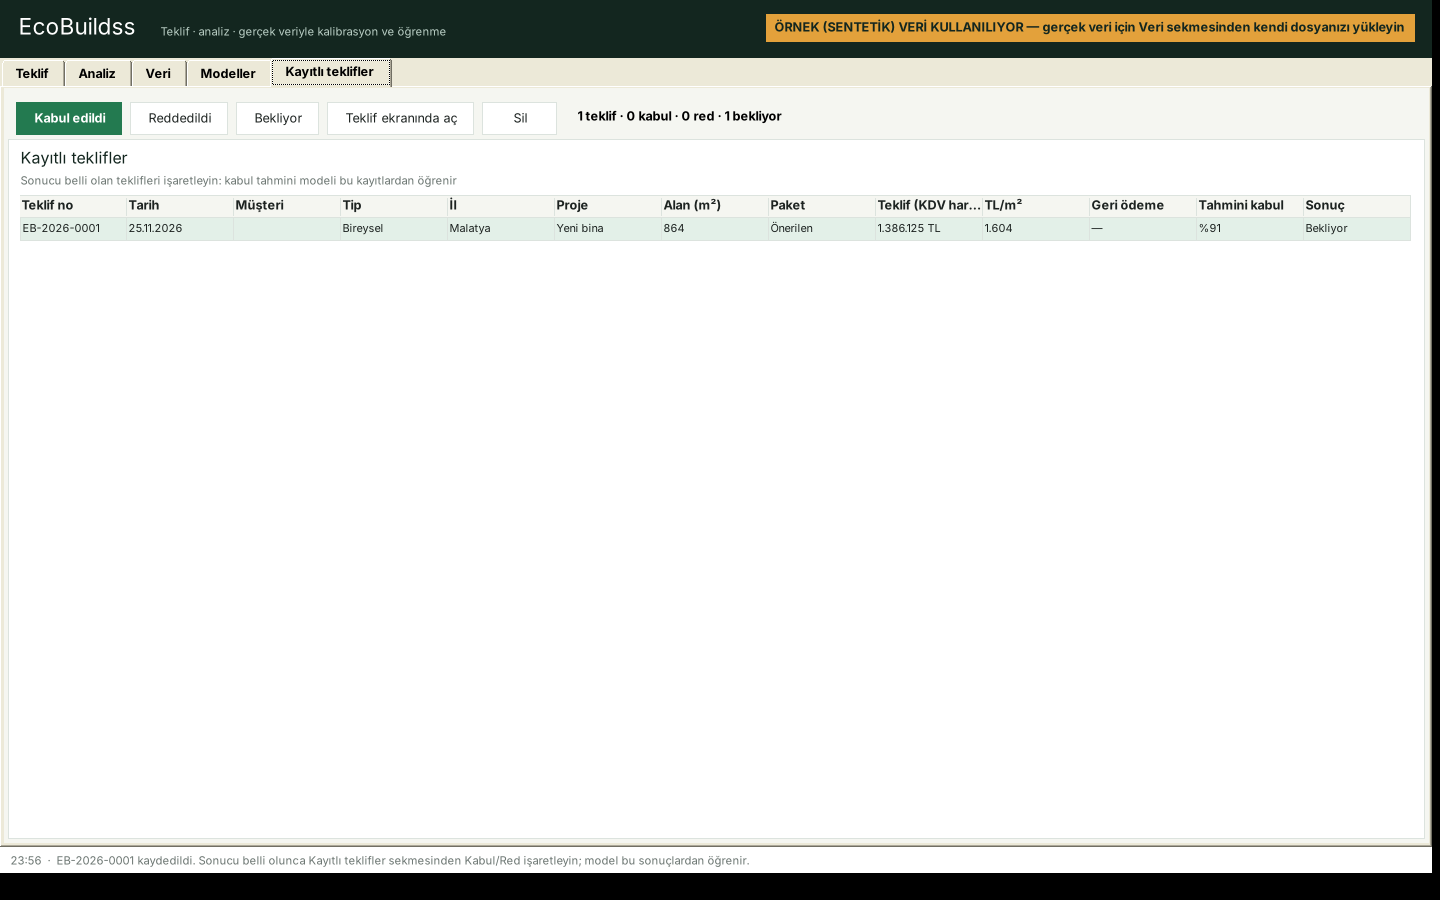 EcoBuildss
Teklif · analiz · gerçek veriyle kalibrasyon ve öğrenme
ÖRNEK (SENTETİK) VERİ KULLANILIYOR — gerçek veri için Veri sekmesinden kendi dosyanızı yükleyin
Teklif Analiz Veri Modeller Kayıtlı teklifler
Kabul edildi Reddedildi Bekliyor Teklif ekranında aç Sil 1 teklif · 0 kabul · 0 red · 1 bekliyor
Kayıtlı teklifler
Sonucu belli olan teklifleri işaretleyin: kabul tahmini modeli bu kayıtlardan öğrenir
Teklif no Tarih Müşteri Tip İl Proje Alan (m²) Paket Teklif (KDV har... TL/m² Geri ödeme Tahmini kabul Sonuç
EB-2026-0001 25.11.2026 Bireysel Malatya Yeni bina 864 Önerilen 1.386.125 TL 1.604 — %91 Bekliyor
23:56 · EB-2026-0001 kaydedildi. Sonucu belli olunca Kayıtlı teklifler sekmesinden Kabul/Red işaretleyin; model bu sonuçlardan öğrenir.